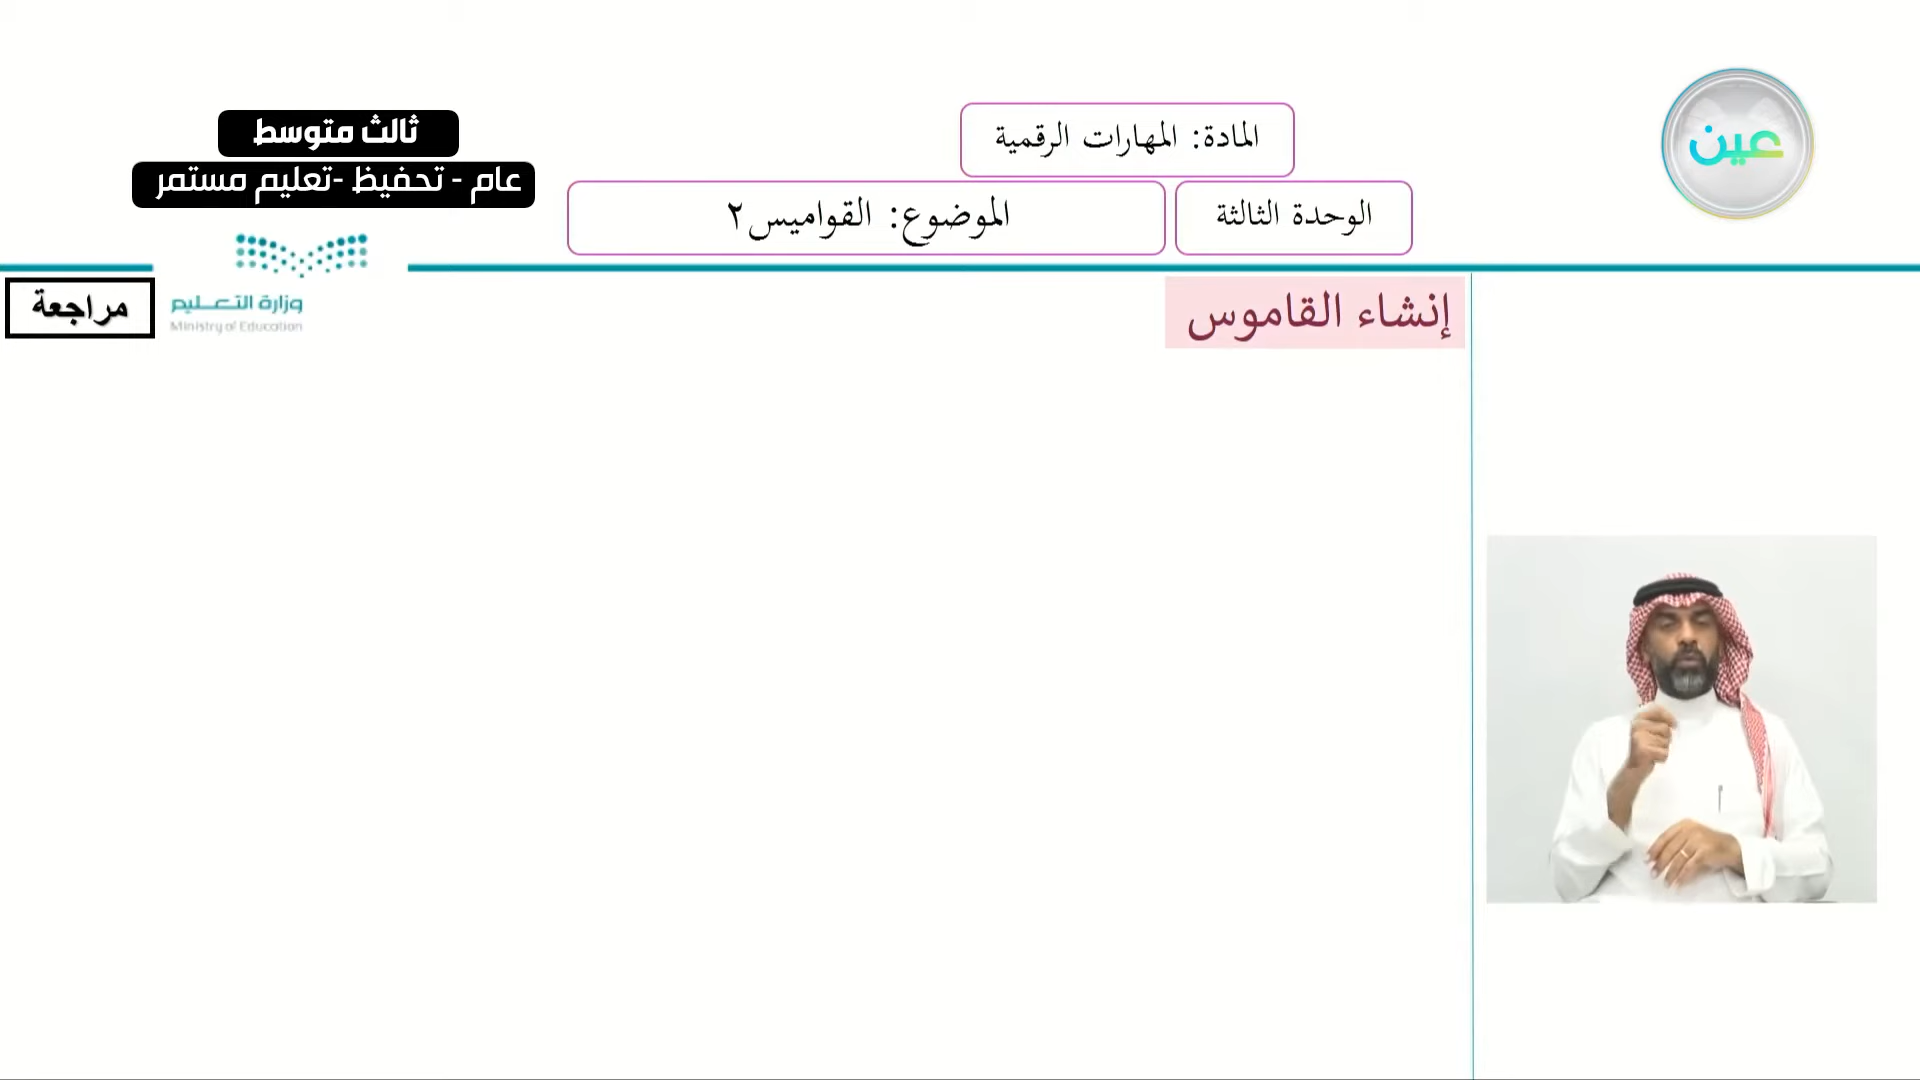 عين
المادة: المهارات الرقمية
الوحدة الثالثة
الموضوع: القواميس٢
ثالث متوسط
عام - تحفيظ -تعليم مستمر
وزارة التعليم
Ministry of Education
مراجعة
إنشاء القاموس